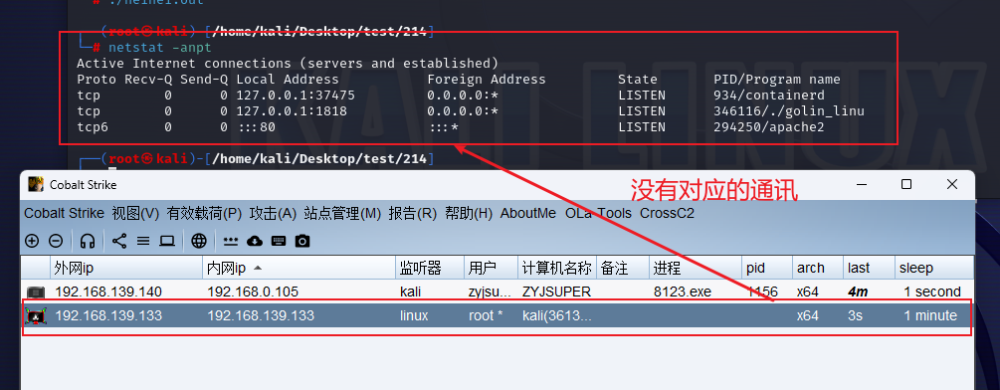 # ./heihei.out
(root㉿kali)-[/home/kali/Desktop/test/214]
# netstat -anpt
Active Internet connections (servers and established)
Proto Recv-Q Send-Q Local Address Foreign Address State PID/Program name
tcp 0 0 127.0.0.1:37475 0.0.0.0:* LISTEN 934/containerd
tcp 0 0 127.0.0.1:1818 0.0.0.0:* LISTEN 346116/./golin_linu
tcp6 0 0 :::80 :::* LISTEN 294250/apache2
(root㉿kali)-[/home/kali/Desktop/test/214]
Cobalt Strike
没有对应的通讯
Cobalt Strike 视图(V) 有效载荷(P) 攻击(A) 站点管理(M) 报告(R) 帮助(H) AboutMe OLa-Tools CrossC2
外网ip 内网ip 监听器 用户 计算机名称 备注 进程 pid arch last sleep
192.168.139.140 192.168.0.105 kali zyjsu... ZYJSUPER 8123.exe 1156 x64 4m 1 second
192.168.139.133 192.168.139.133 linux root * kali(3613... x64 3s 1 minute